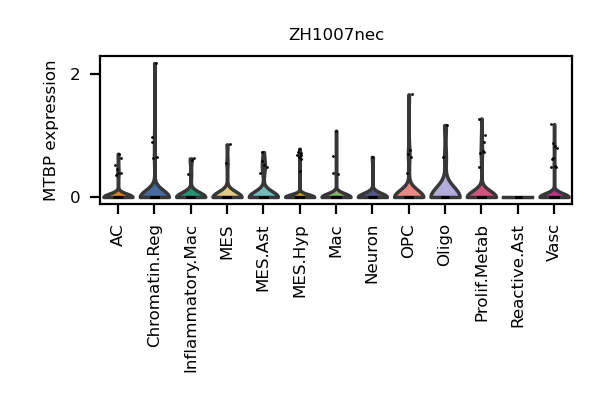 ZH1007nec
MTBP expression
2
0
AC
Chromatin.Reg
Inflammatory.Mac
MES
MES.Ast
MES.Hyp
Mac
Neuron
OPC
Oligo
Prolif.Metab
Reactive.Ast
Vasc